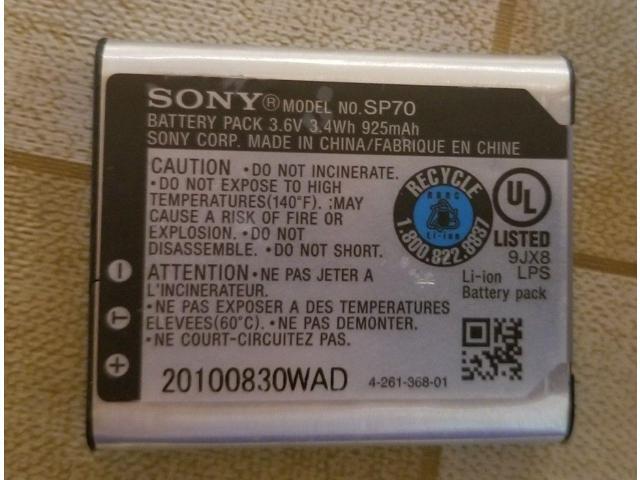 SONY® MODEL NO. SP70
BATTERY PACK 3.6V 3.4Wh 925mAh
SONY CORP. MADE IN CHINA/FABRIQUE EN CHINE
CAUTION •DO NOT INCINERATE.
•DO NOT EXPOSE TO HIGH
TEMPERATURES(140°F). :MAY
CAUSE A RISK OF FIRE OR
EXPLOSION. •DO NOT
DISASSEMBLE. •DO NOT SHORT.
ATTENTION •NE PAS JETER A
L'INCINERATEUR.
•NE PAS EXPOSER A DES TEMPERATURES
ELEVEES(60°C). •NE PAS DEMONTER.
•NE COURT-CIRCUITEZ PAS.
RECYCLE
RBRC
Li-ion
1.800.822.8837
UL
LISTED
9JX8
LPS
Li-ion
Battery pack
−
T
+
20100830WAD
4-261-368-01